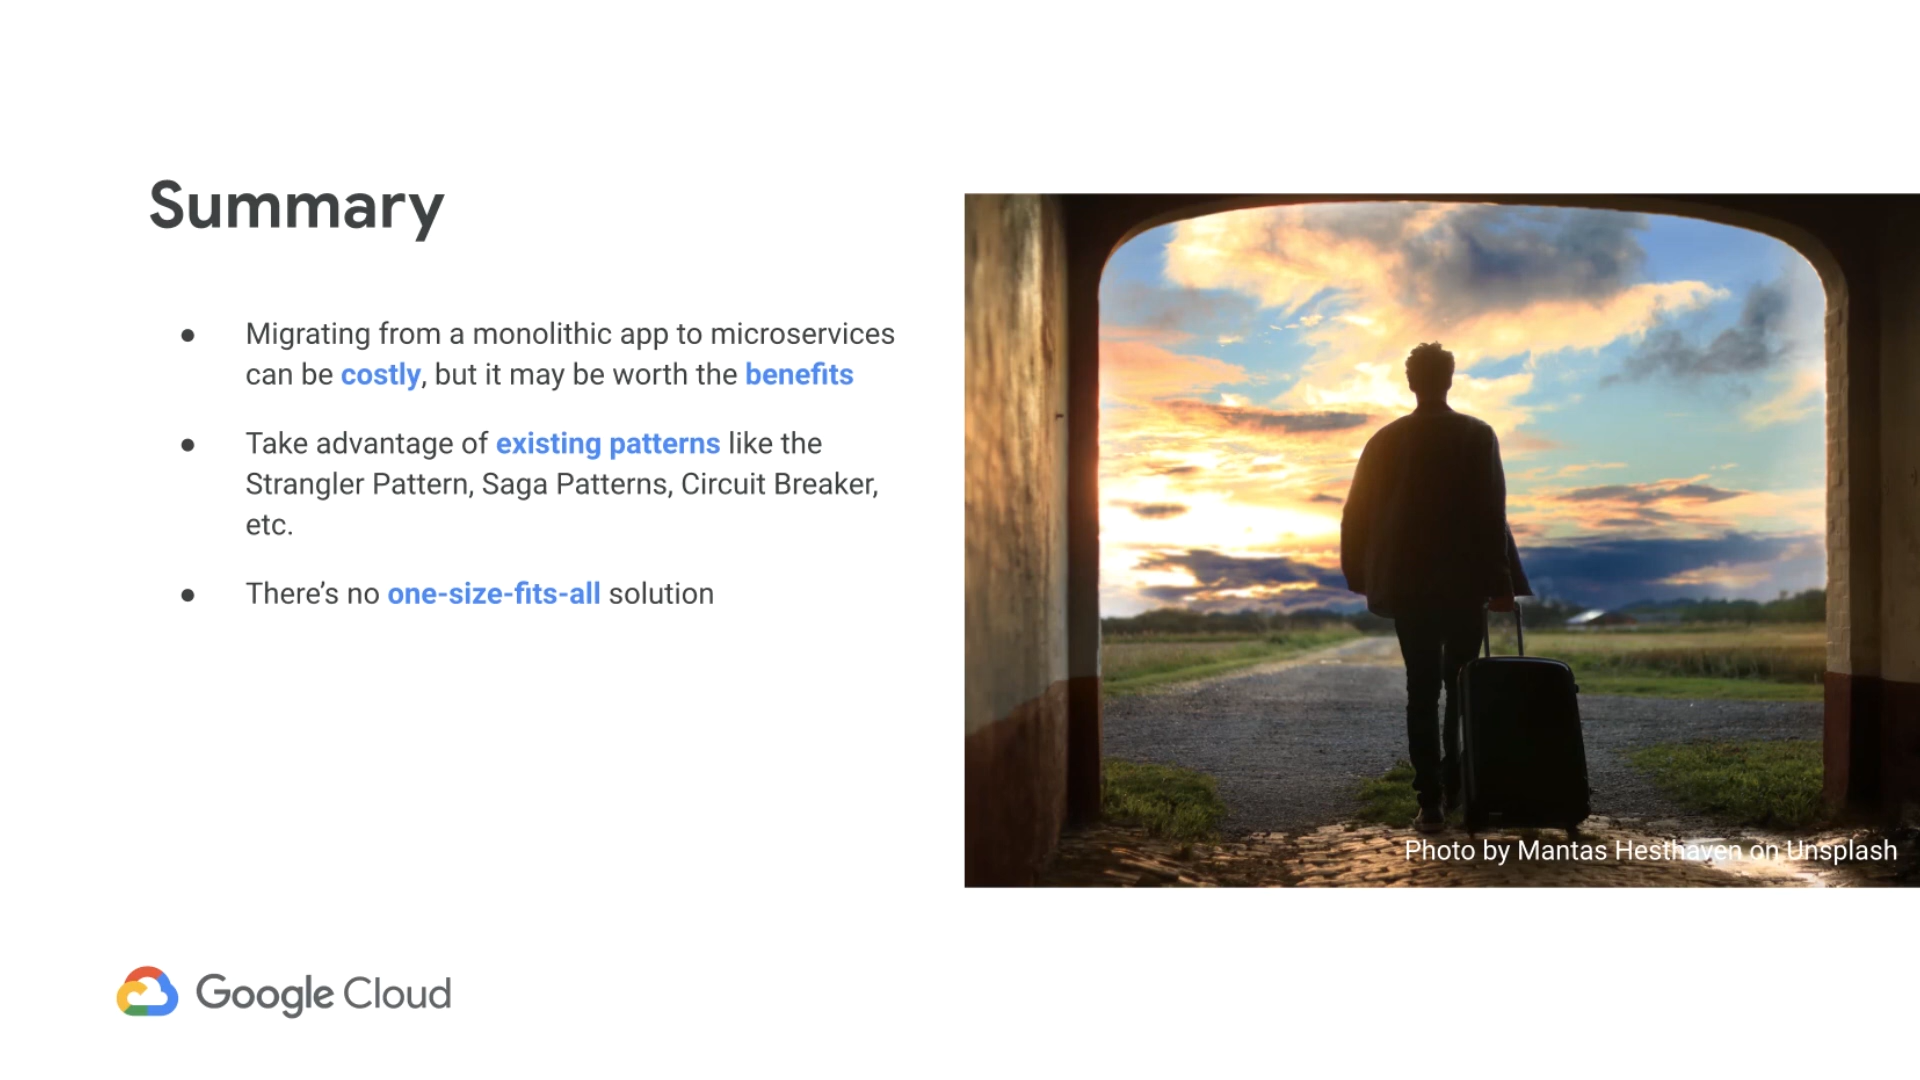 Summary
● Migrating from a monolithic app to microservices
can be costly, but it may be worth the benefits
● Take advantage of existing patterns like the
Strangler Pattern, Saga Patterns, Circuit Breaker,
etc.
● There’s no one-size-fits-all solution
Photo by Mantas Hesthaven on Unsplash
Google Cloud